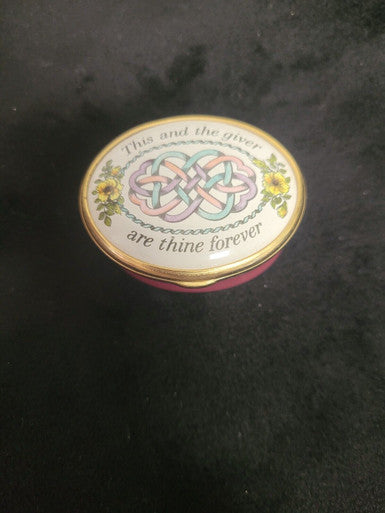 This and the giver
are thine forever